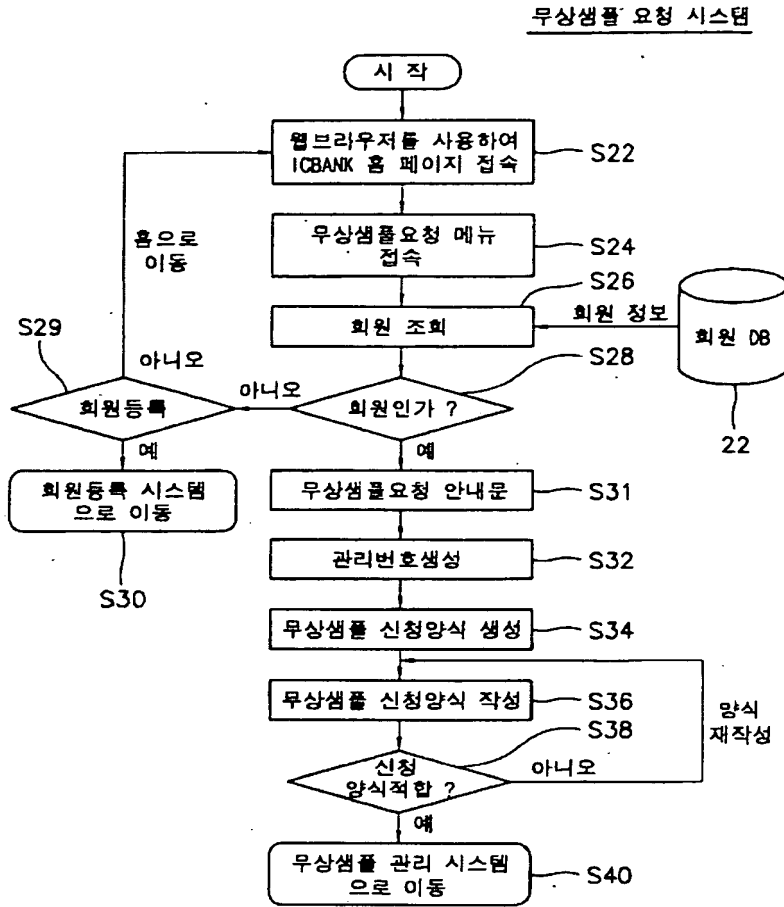 무상샘플 요청 시스템
시 작
웹브라우저를 사용하여
ICBANK 홈 페이지 접속
S22
무상샘플요청 메뉴
접속
S24
홈으로
이동
S26
회원 조회
회원 정보
회원 DB
22
S29
아니오
회원등록
아니오
회원인가 ?
S28
예
예
회원등록 시스템
으로 이동
S30
무상샘플요청 안내문
S31
관리번호생성
S32
무상샘플 신청양식 생성
S34
무상샘플 신청양식 작성
S36
양식
재작성
S38
신청
양식적합 ?
아니오
예
무상샘플 관리 시스템
으로 이동
S40